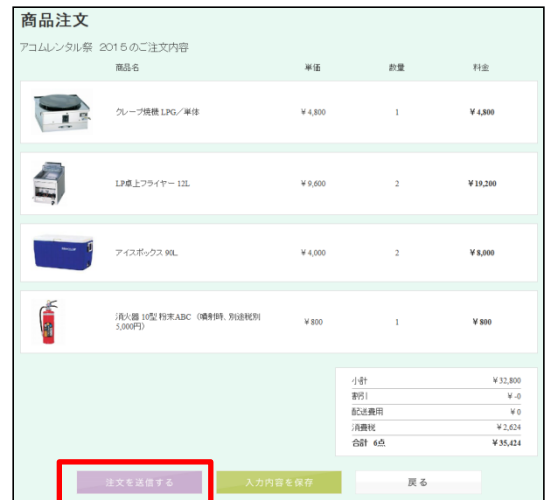 商品注文
アコムレンタル祭 2015のご注文内容
商品名 単価 数量 料金
クレープ焼機 LPG/単体 ¥4,800 1 ¥4,800
LP卓上フライヤー 12L ¥9,600 2 ¥19,200
アイスボックス 90L ¥4,000 2 ¥8,000
消火器 10型 粉末ABC (噴射時、別途税別
5,000円) ¥800 1 ¥800
小計 ¥32,800
割引 ¥-0
配送費用 ¥0
消費税 ¥2,624
合計 6点 ¥35,424
注文を送信する 入力内容を保存 戻る